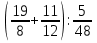 (19/8 + 11/12) : 5/48